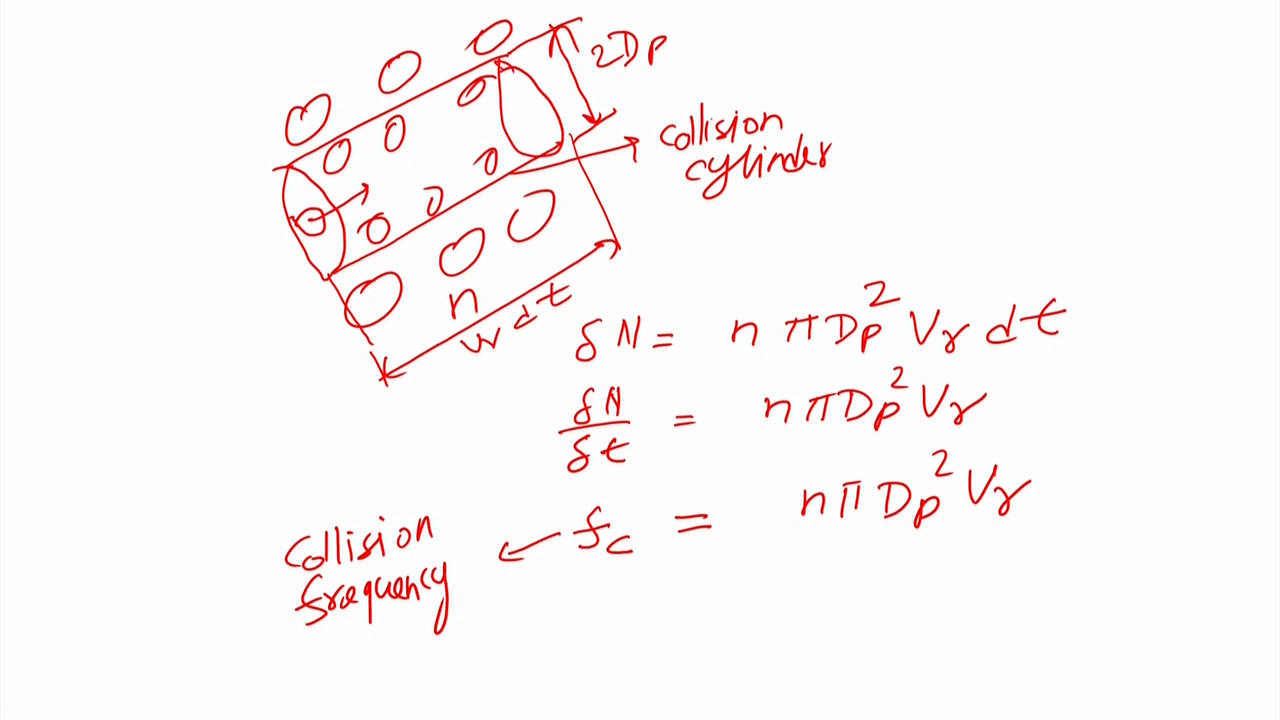 2Dp
collision
cylinder
n
Vr dt
δN = n π Dp² Vr dt
δN/δt = n π Dp² Vr
collision
frequency
← fc = n π Dp² Vr